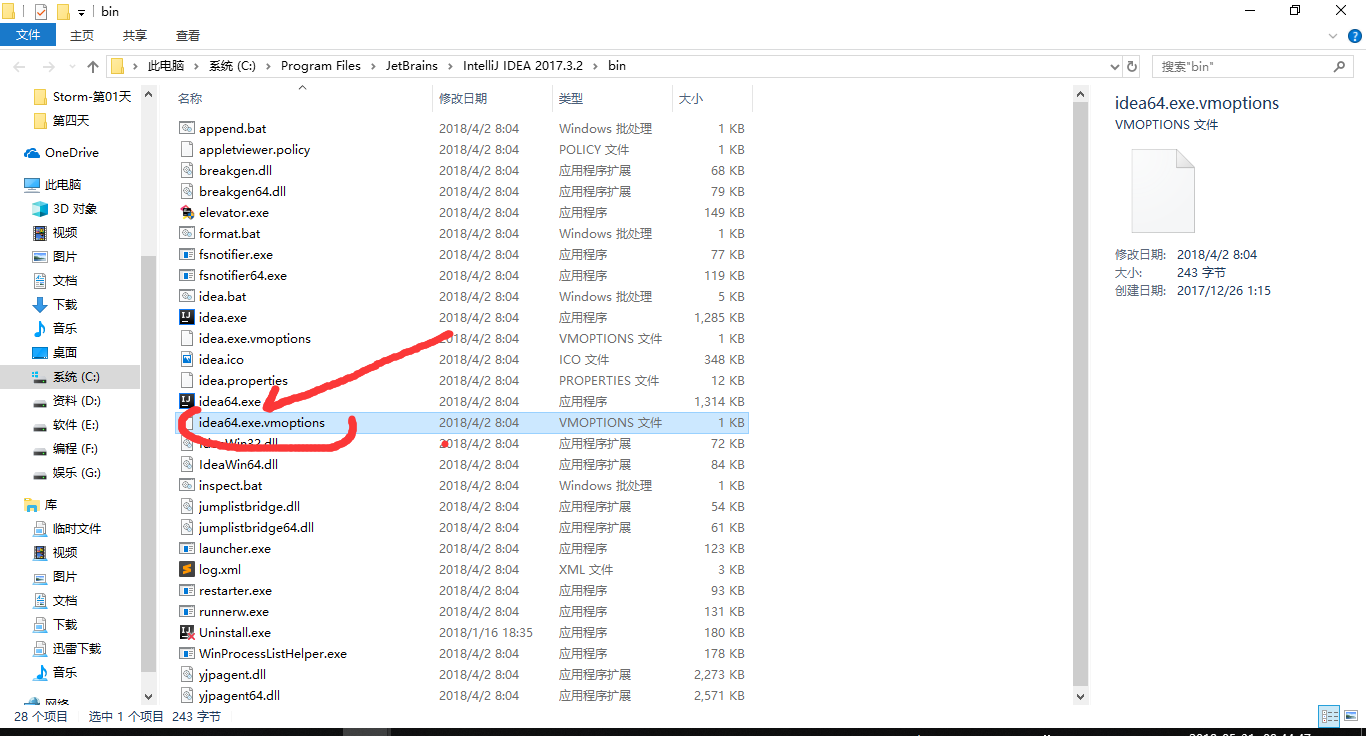 bin
文件 主页 共享 查看
此电脑 系统 (C:) Program Files JetBrains IntelliJ IDEA 2017.3.2 bin 搜索"bin"
Storm-第01天
第四天
OneDrive
此电脑
3D 对象
视频
图片
文档
下载
音乐
桌面
系统 (C:)
资料 (D:)
软件 (E:)
编程 (F:)
娱乐 (G:)
库
临时文件
视频
图片
文档
下载
迅雷下载
音乐
网络
名称 修改日期 类型 大小
append.bat 2018/4/2 8:04 Windows 批处理 1 KB
appletviewer.policy 2018/4/2 8:04 POLICY 文件 1 KB
breakgen.dll 2018/4/2 8:04 应用程序扩展 68 KB
breakgen64.dll 2018/4/2 8:04 应用程序扩展 79 KB
elevator.exe 2018/4/2 8:04 应用程序 149 KB
format.bat 2018/4/2 8:04 Windows 批处理 1 KB
fsnotifier.exe 2018/4/2 8:04 应用程序 77 KB
fsnotifier64.exe 2018/4/2 8:04 应用程序 119 KB
idea.bat 2018/4/2 8:04 Windows 批处理 5 KB
idea.exe 2018/4/2 8:04 应用程序 1,285 KB
idea.exe.vmoptions 2018/4/2 8:04 VMOPTIONS 文件 1 KB
idea.ico 2018/4/2 8:04 ICO 文件 348 KB
idea.properties 2018/4/2 8:04 PROPERTIES 文件 12 KB
idea64.exe 2018/4/2 8:04 应用程序 1,314 KB
idea64.exe.vmoptions 2018/4/2 8:04 VMOPTIONS 文件 1 KB
IdeaWin32.dll 2018/4/2 8:04 应用程序扩展 72 KB
IdeaWin64.dll 2018/4/2 8:04 应用程序扩展 84 KB
inspect.bat 2018/4/2 8:04 Windows 批处理 1 KB
jumplistbridge.dll 2018/4/2 8:04 应用程序扩展 54 KB
jumplistbridge64.dll 2018/4/2 8:04 应用程序扩展 61 KB
launcher.exe 2018/4/2 8:04 应用程序 123 KB
log.xml 2018/4/2 8:04 XML 文件 3 KB
restarter.exe 2018/4/2 8:04 应用程序 93 KB
runnerw.exe 2018/4/2 8:04 应用程序 131 KB
Uninstall.exe 2018/1/16 18:35 应用程序 180 KB
WinProcessListHelper.exe 2018/4/2 8:04 应用程序 178 KB
yjpagent.dll 2018/4/2 8:04 应用程序扩展 2,273 KB
yjpagent64.dll 2018/4/2 8:04 应用程序扩展 2,571 KB
idea64.exe.vmoptions
VMOPTIONS 文件
修改日期: 2018/4/2 8:04
大小: 243 字节
创建日期: 2017/12/26 1:15
28 个项目 选中 1 个项目 243 字节